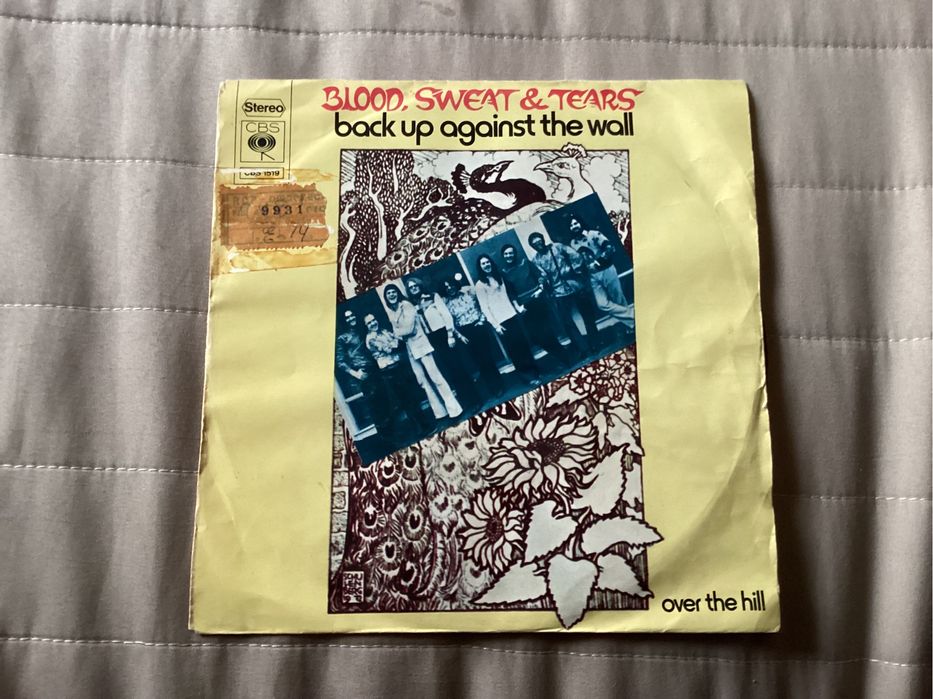 BLOOD, SWEAT & TEARS
back up against the wall
Stereo
CBS
CBS 1519
9931
over the hill